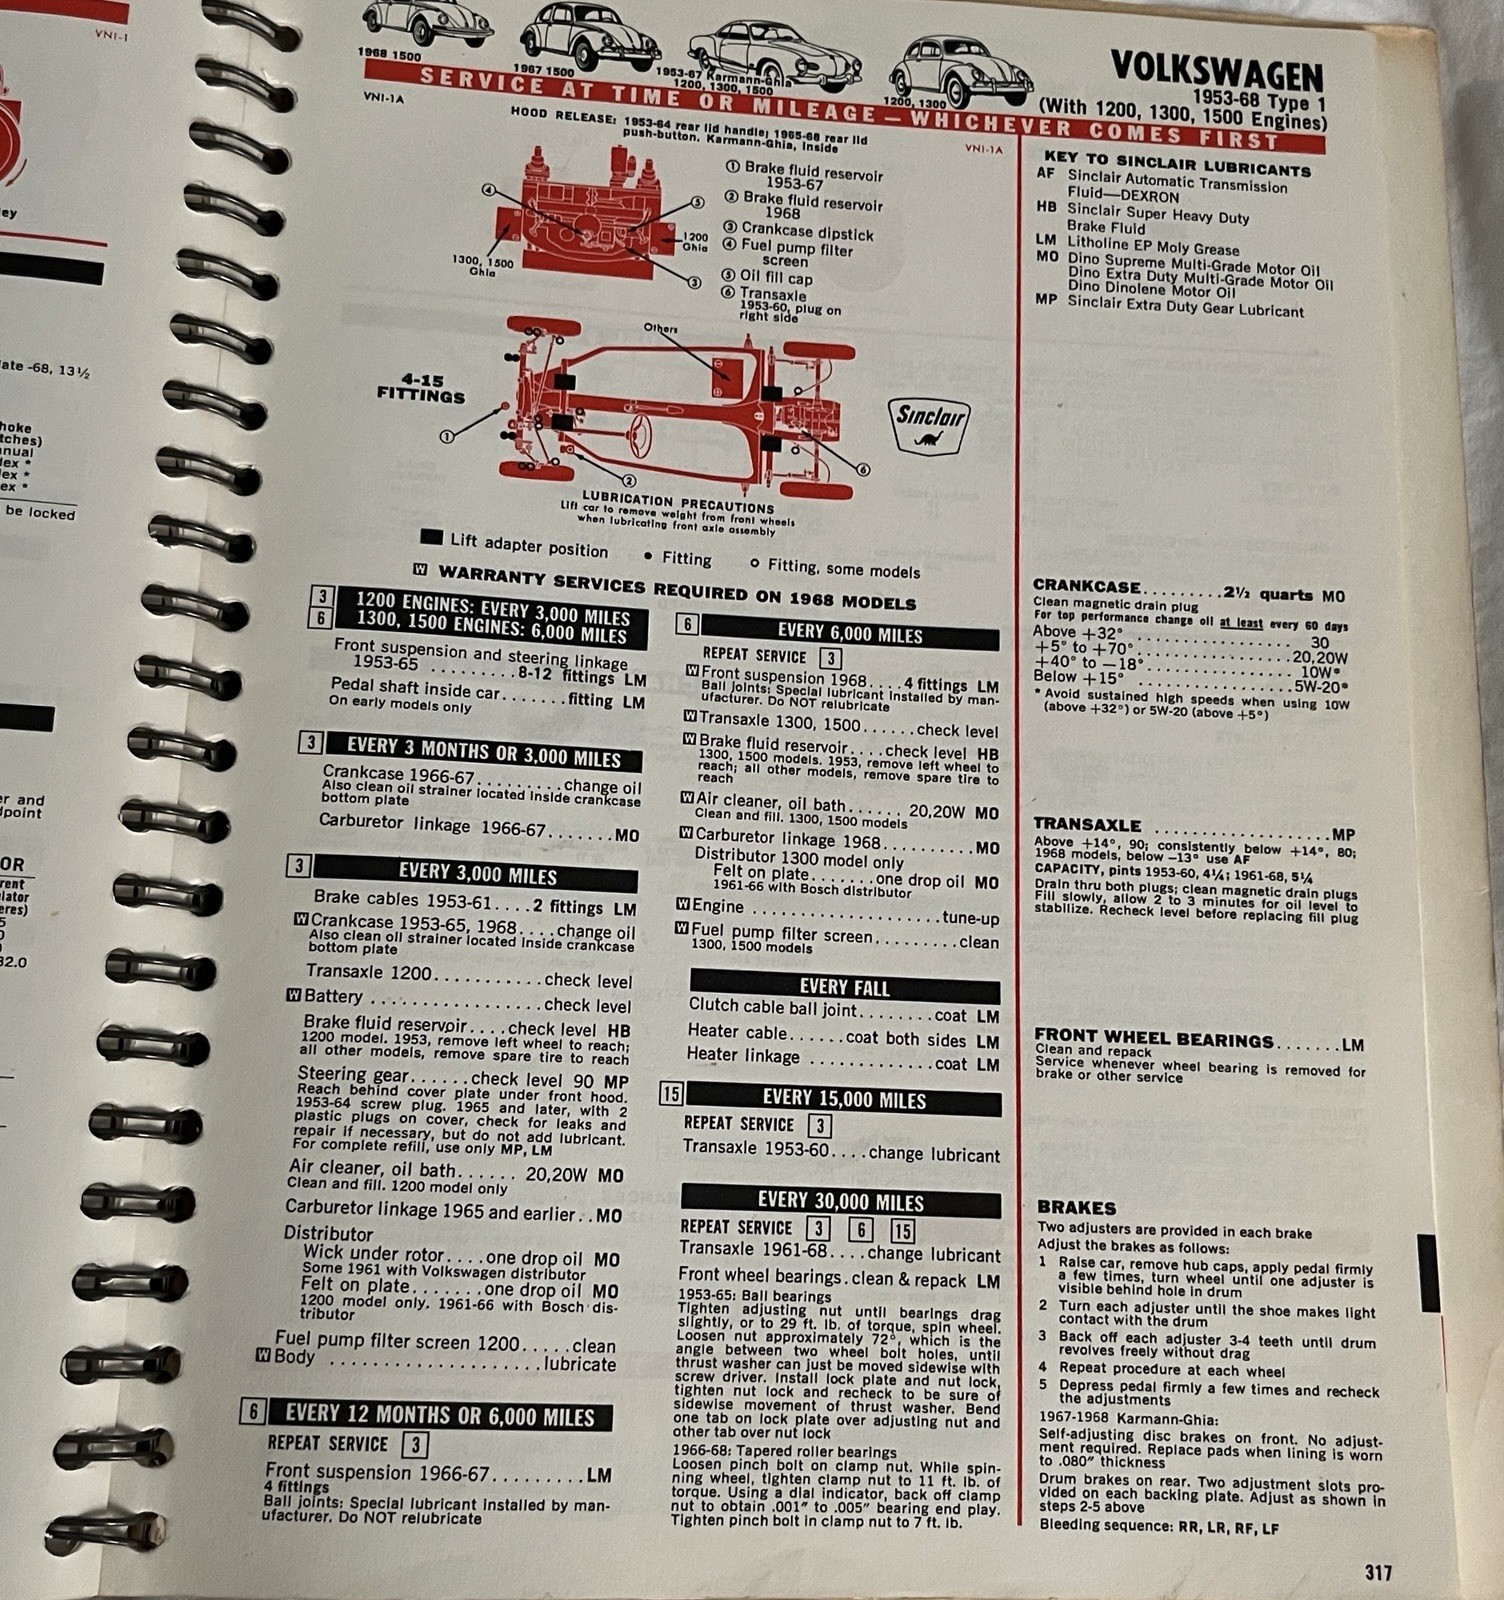 VNI-1
ey
ate -68, 13½
hoke
tches)
anual
dex *
ex *
ex *
be locked
er and
dpoint
OR
rent
lator
eres)
5
0
0
32.0
1968 1500
1967 1500
1953-67 Karmann-Ghia
1200, 1300, 1500
1200, 1300
VOLKSWAGEN
1953-68 Type 1
(With 1200, 1300, 1500 Engines)
SERVICE AT TIME OR MILEAGE — WHICHEVER COMES FIRST
VNI-1A
HOOD RELEASE: 1953-64 rear lid handle; 1965-68 rear lid
push-button. Karmann-Ghia, Inside
VNI-1A
① Brake fluid reservoir
1953-67
② Brake fluid reservoir
1968
③ Crankcase dipstick
④ Fuel pump filter
screen
⑤ Oil fill cap
⑥ Transaxle
1953-60, plug on
right side
④
⑤
1200
Ghia
1300, 1500
Ghia
③
Others
4-15
FITTINGS
①
②
⑥
Sinclair
LUBRICATION PRECAUTIONS
Lift car to remove weight from front wheels
when lubricating front axle assembly
■ Lift adapter position ● Fitting ○ Fitting, some models
W WARRANTY SERVICES REQUIRED ON 1968 MODELS
3 1200 ENGINES: EVERY 3,000 MILES
6 1300, 1500 ENGINES: 6,000 MILES
Front suspension and steering linkage
1953-65 .........8-12 fittings LM
Pedal shaft inside car.......fitting LM
On early models only
3 EVERY 3 MONTHS OR 3,000 MILES
Crankcase 1966-67.........change oil
Also clean oil strainer located inside crankcase
bottom plate
Carburetor linkage 1966-67.......MO
3 EVERY 3,000 MILES
Brake cables 1953-61....2 fittings LM
W Crankcase 1953-65, 1968....change oil
Also clean oil strainer located inside crankcase
bottom plate
Transaxle 1200...........check level
W Battery .................check level
Brake fluid reservoir....check level HB
1200 model. 1953, remove left wheel to reach;
all other models, remove spare tire to reach
Steering gear......check level 90 MP
Reach behind cover plate under front hood.
1953-64 screw plug. 1965 and later, with 2
plastic plugs on cover, check for leaks and
repair if necessary, but do not add lubricant.
For complete refill, use only MP, LM
Air cleaner, oil bath...... 20,20W MO
Clean and fill. 1200 model only
Carburetor linkage 1965 and earlier..MO
Distributor
Wick under rotor....one drop oil MO
Some 1961 with Volkswagen distributor
Felt on plate.......one drop oil MO
1200 model only. 1961-66 with Bosch dis-
tributor
Fuel pump filter screen 1200.....clean
W Body .....................lubricate
6 EVERY 12 MONTHS OR 6,000 MILES
REPEAT SERVICE 3
Front suspension 1966-67.........LM
4 fittings
Ball joints: Special lubricant installed by man-
ufacturer. Do NOT relubricate
6 EVERY 6,000 MILES
REPEAT SERVICE 3
W Front suspension 1968....4 fittings LM
Ball joints; Special lubricant installed by man-
ufacturer. Do NOT relubricate
W Transaxle 1300, 1500......check level
W Brake fluid reservoir....check level HB
1300, 1500 models. 1953, remove left wheel to
reach; all other models, remove spare tire to
reach
W Air cleaner, oil bath...... 20,20W MO
Clean and fill. 1300, 1500 models
W Carburetor linkage 1968..........MO
Distributor 1300 model only
Felt on plate.......one drop oil MO
1961-66 with Bosch distributor
W Engine .....................tune-up
W Fuel pump filter screen.........clean
1300, 1500 models
EVERY FALL
Clutch cable ball joint........coat LM
Heater cable......coat both sides LM
Heater linkage .............coat LM
15 EVERY 15,000 MILES
REPEAT SERVICE 3
Transaxle 1953-60....change lubricant
EVERY 30,000 MILES
REPEAT SERVICE 3 6 15
Transaxle 1961-68....change lubricant
Front wheel bearings.clean & repack LM
1953-65: Ball bearings
Tighten adjusting nut until bearings drag
slightly, or to 29 ft. lb. of torque, spin wheel.
Loosen nut approximately 72°, which is the
angle between two wheel bolt holes, until
thrust washer can just be moved sidewise with
screw driver. Install lock plate and nut lock,
tighten nut lock and recheck to be sure of
sidewise movement of thrust washer. Bend
one tab on lock plate over adjusting nut and
other tab over nut lock
1966-68: Tapered roller bearings
Loosen pinch bolt on clamp nut. While spin-
ning wheel, tighten clamp nut to 11 ft. lb. of
torque. Using a dial indicator, back off clamp
nut to obtain .001″ to .005″ bearing end play.
Tighten pinch bolt in clamp nut to 7 ft. lb.
KEY TO SINCLAIR LUBRICANTS
AF Sinclair Automatic Transmission
Fluid—DEXRON
HB Sinclair Super Heavy Duty
Brake Fluid
LM Litholine EP Moly Grease
MO Dino Supreme Multi-Grade Motor Oil
Dino Extra Duty Multi-Grade Motor Oil
Dino Dinolene Motor Oil
MP Sinclair Extra Duty Gear Lubricant
CRANKCASE.........2½ quarts MO
Clean magnetic drain plug
For top performance change oil at least every 60 days
Above +32° ........................ 30
+5° to +70°...................20,20W
+40° to —18°...................10W*
Below +15° ...................5W-20*
* Avoid sustained high speeds when using 10W
(above +32°) or 5W-20 (above +5°)
TRANSAXLE ...................MP
Above +14°, 90; consistently below +14°, 80;
1968 models, below —13° use AF
CAPACITY, pints 1953-60, 4¼; 1961-68, 5¼
Drain thru both plugs; clean magnetic drain plugs
Fill slowly, allow 2 to 3 minutes for oil level to
stabilize. Recheck level before replacing fill plug
FRONT WHEEL BEARINGS.......LM
Clean and repack
Service whenever wheel bearing is removed for
brake or other service
BRAKES
Two adjusters are provided in each brake
Adjust the brakes as follows:
1 Raise car, remove hub caps, apply pedal firmly
a few times, turn wheel until one adjuster is
visible behind hole in drum
2 Turn each adjuster until the shoe makes light
contact with the drum
3 Back off each adjuster 3-4 teeth until drum
revolves freely without drag
4 Repeat procedure at each wheel
5 Depress pedal firmly a few times and recheck
the adjustments
1967-1968 Karmann-Ghia:
Self-adjusting disc brakes on front. No adjust-
ment required. Replace pads when lining is worn
to .080″ thickness
Drum brakes on rear. Two adjustment slots pro-
vided on each backing plate. Adjust as shown in
steps 2-5 above
Bleeding sequence: RR, LR, RF, LF
317